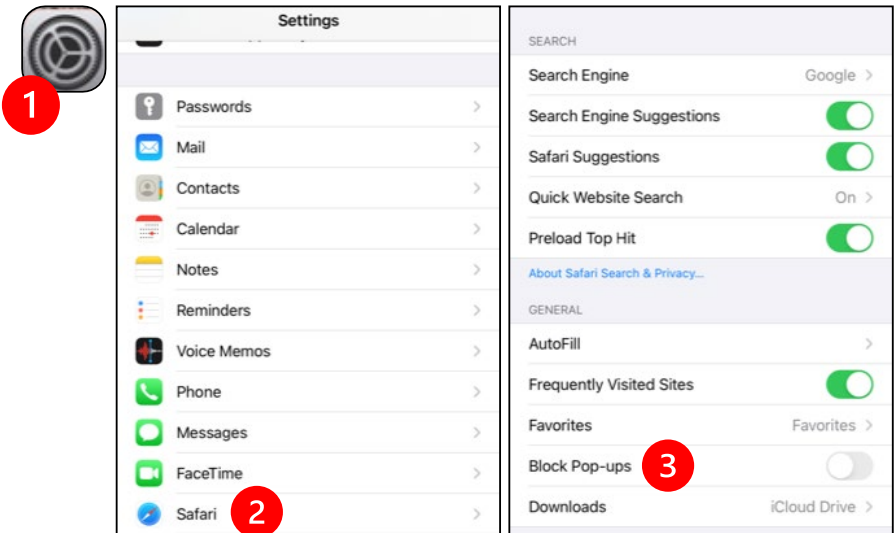 1
Settings
Passwords
Mail
Contacts
Calendar
Notes
Reminders
Voice Memos
Phone
Messages
FaceTime
Safari 2
SEARCH
Search Engine Google >
Search Engine Suggestions
Safari Suggestions
Quick Website Search On >
Preload Top Hit
About Safari Search & Privacy...
GENERAL
AutoFill
Frequently Visited Sites
Favorites Favorites >
Block Pop-ups 3
Downloads iCloud Drive >